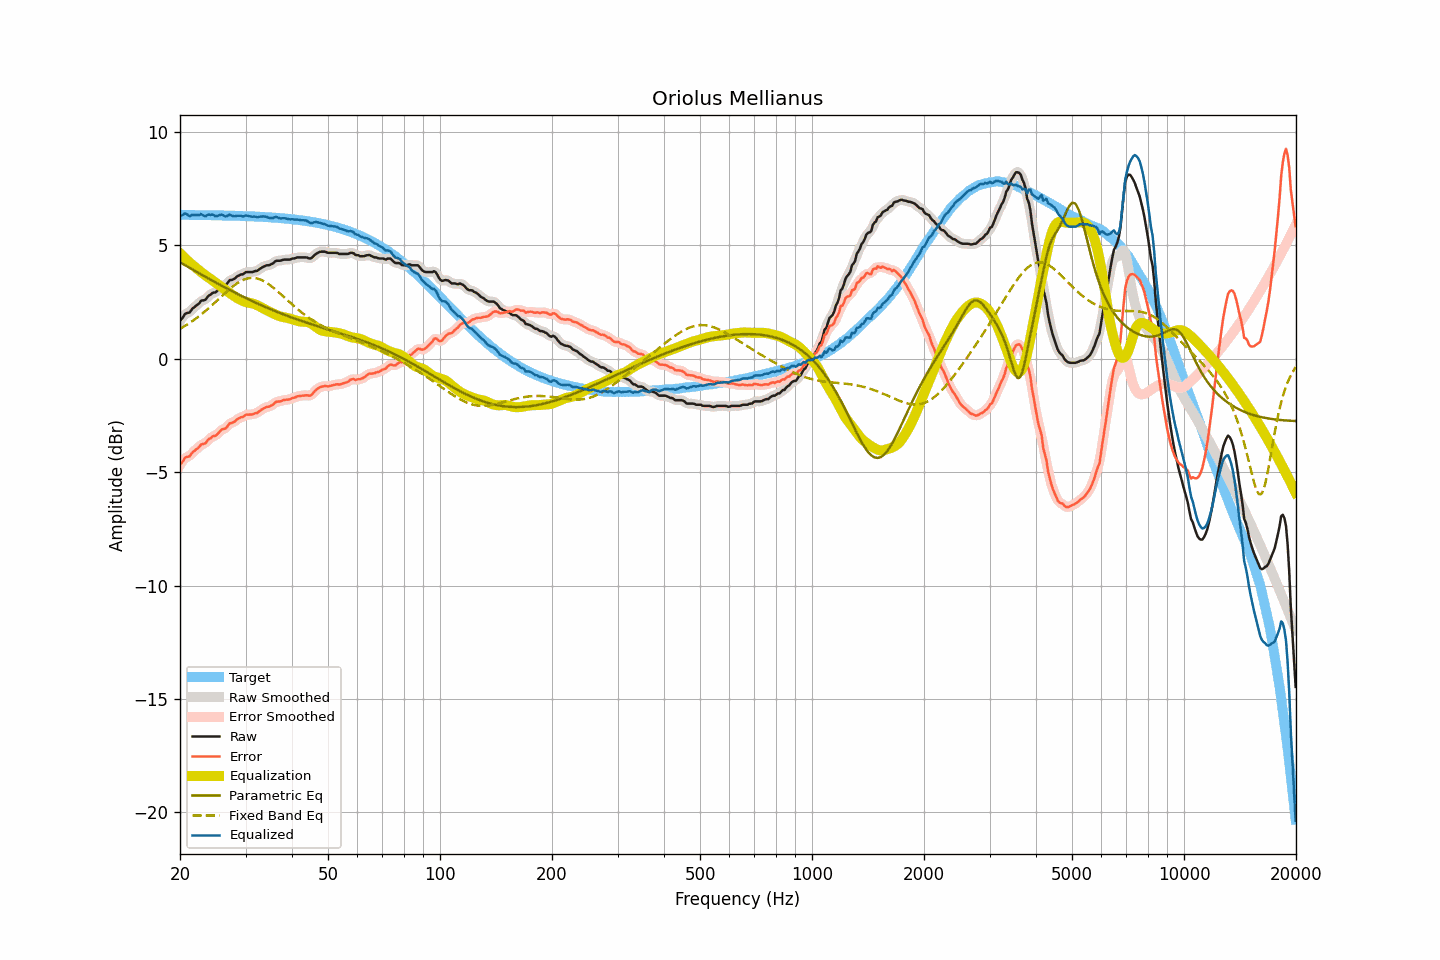 Oriolus Mellianus
10
5
0
−5
−10
−15
−20
Amplitude (dBr)
Target
Raw Smoothed
Error Smoothed
Raw
Error
Equalization
Parametric Eq
Fixed Band Eq
Equalized
20 50 100 200 500 1000 2000 5000 10000 20000
Frequency (Hz)